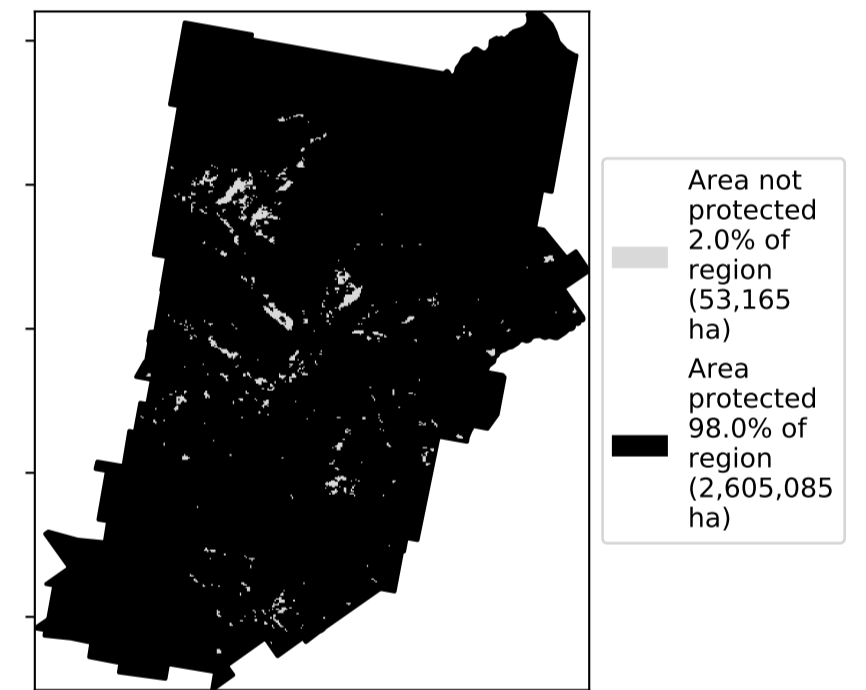 Area not
protected
2.0% of
region
(53,165
ha)
Area
protected
98.0% of
region
(2,605,085
ha)